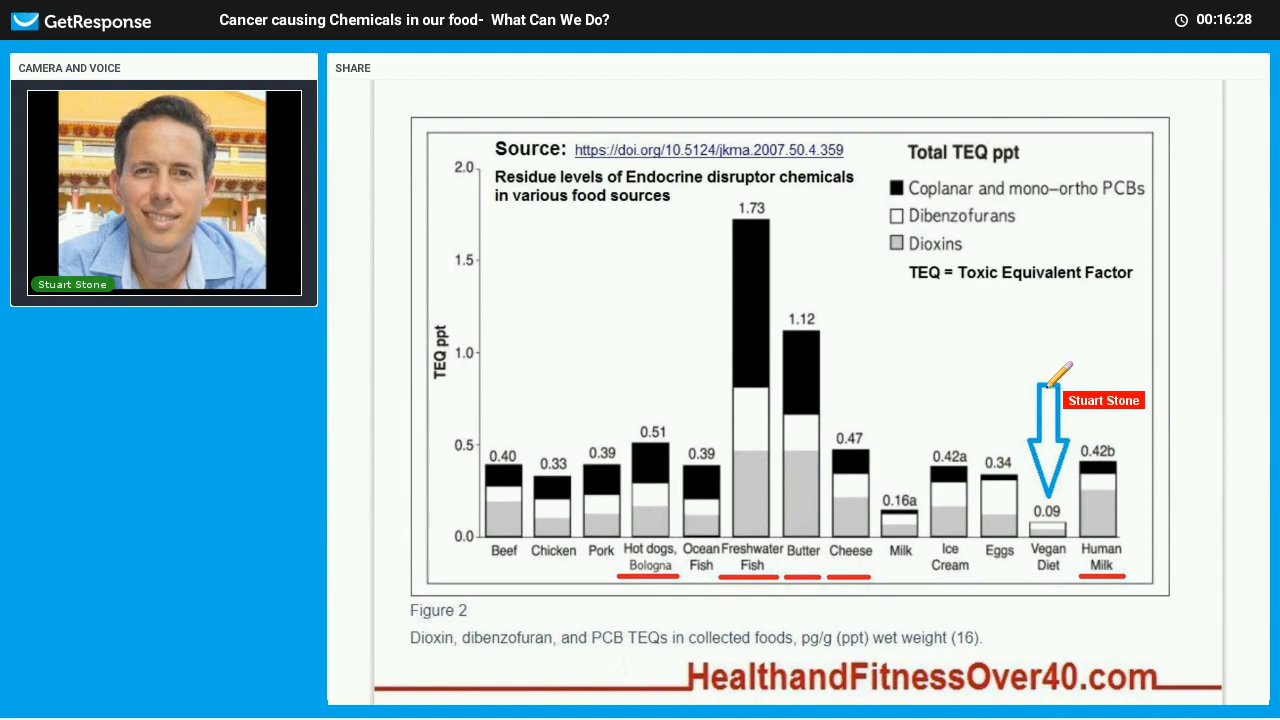 GetResponse
Cancer causing Chemicals in our food-  What Can We Do?
00:16:28
CAMERA AND VOICE
Stuart Stone
SHARE
Source: https://doi.org/10.5124/jkma.2007.50.4.359
Residue levels of Endocrine disruptor chemicals
in various food sources
Total TEQ ppt
Coplanar and mono-ortho PCBs
Dibenzofurans
Dioxins
TEQ = Toxic Equivalent Factor
TEQ ppt
2.0
1.5
1.0
0.5
0.0
0.40
0.33
0.39
0.51
0.39
1.73
1.12
0.47
0.16a
0.42a
0.34
0.09
0.42b
Stuart Stone
Beef
Chicken
Pork
Hot dogs,
Bologna
Ocean
Fish
Freshwater
Fish
Butter
Cheese
Milk
Ice
Cream
Eggs
Vegan
Diet
Human
Milk
Figure 2
Dioxin, dibenzofuran, and PCB TEQs in collected foods, pg/g (ppt) wet weight (16).
HealthandFitnessOver40.com